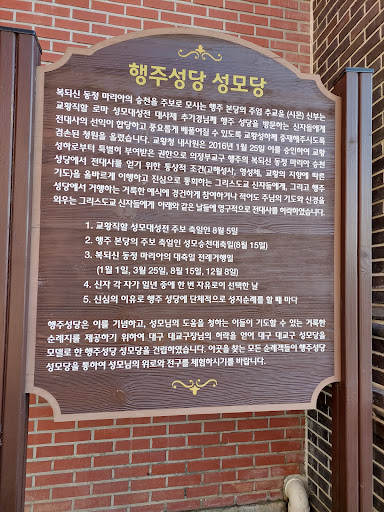 행주성당 성모당
복되신 동정 마리아의 승천을 주보로 모시는 행주 본당의 주임 추교윤 (시몬) 신부는
교황직할 로마 성모대성전 대사제 추기경님께 행주 성당을 방문하는 신자들에게
전대사의 선익이 합당하고 풍요롭게 베풀어질 수 있도록 교황성하께 중재해주시도록
겸손된 청원을 올렸습니다. 교황청 내사원은 2016년 1월 25일 이를 승인하여 교황
성하로부터 특별히 부여받은 권한으로 의정부교구 행주의 복되신 동정 마리아 승천
성당에서 전대사를 얻기 위한 통상적 조건(고해성사, 영성체, 교황의 지향에 따른
기도)을 올바르게 이행하고 진심으로 통회하는 그리스도교 신자들에게, 그리고 행주
성당에서 거행하는 거룩한 예식에 경건하게 참여하거나 적어도 주님의 기도와 신경을
외우는 그리스도교 신자들에게 아래와 같은 날들에 영구적으로 전대사를 허락하였습니다.
1. 교황직할 성모대성전 주보 축일인 8월 5일
2. 행주 본당의 주보 축일인 성모승천대축일(8월 15일)
3. 복되신 동정 마리아의 대축일 전례거행일
(1월 1일, 3월 25일, 8월 15일, 12월 8일)
4. 신자 각 자가 일년 중에 한 번 자유로이 선택한 날
5. 신심의 이유로 행주 성당에 단체적으로 성지순례를 할 때 마다
행주성당은 이를 기념하고, 성모님의 도움을 청하는 이들이 기도할 수 있는 거룩한
순례지를 제공하기 위하여 대구 대교구장님의 허락을 얻어 대구 대교구 성모당을
모델로 한 행주성당 성모당을 건립하였습니다. 이곳을 찾는 모든 순례객들이 행주성당
성모당을 통하여 성모님의 위로와 전구를 체험하시기를 바랍니다.